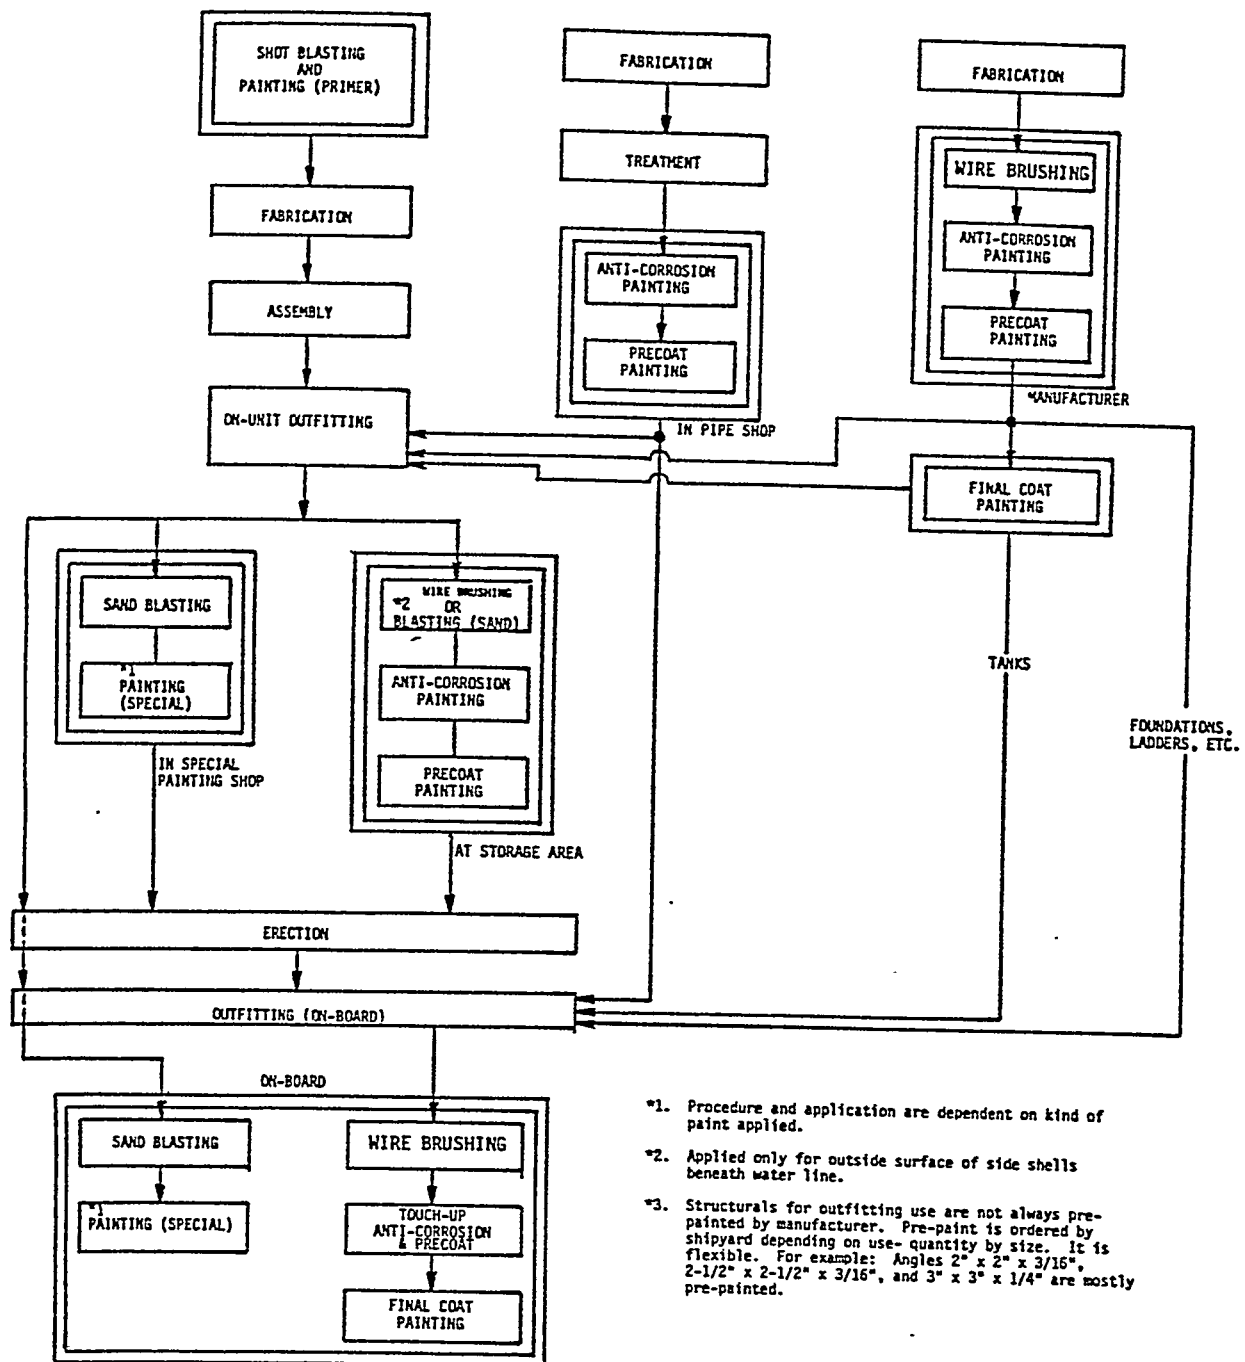 SHOT BLASTING
AND
PAINTING (PRIMER)
FABRICATION
ASSEMBLY
ON-UNIT OUTFITTING
FABRICATION
TREATMENT
ANTI-CORROSION
PAINTING
PRECOAT
PAINTING
IN PIPE SHOP
FABRICATION
WIRE BRUSHING
ANTI-CORROSION
PAINTING
PRECOAT
PAINTING
MANUFACTURER
FINAL COAT
PAINTING
SAND BLASTING
*1
PAINTING
(SPECIAL)
IN SPECIAL
PAINTING SHOP
WIRE BRUSHING
*2 OR
BLASTING (SAND)
ANTI-CORROSION
PAINTING
PRECOAT
PAINTING
AT STORAGE AREA
TANKS
FOUNDATIONS,
LADDERS, ETC.
ERECTION
OUTFITTING (ON-BOARD)
ON-BOARD
SAND BLASTING
*1
PAINTING (SPECIAL)
WIRE BRUSHING
TOUCH-UP
ANTI-CORROSION
& PRECOAT
FINAL COAT
PAINTING
*1. Procedure and application are dependent on kind of
paint applied.
*2. Applied only for outside surface of side shells
beneath water line.
*3. Structurals for outfitting use are not always pre-
painted by manufacturer. Pre-paint is ordered by
shipyard depending on use- quantity by size. It is
flexible. For example: Angles 2" x 2" x 3/16",
2-1/2" x 2-1/2" x 3/16", and 3" x 3" x 1/4" are mostly
pre-painted.